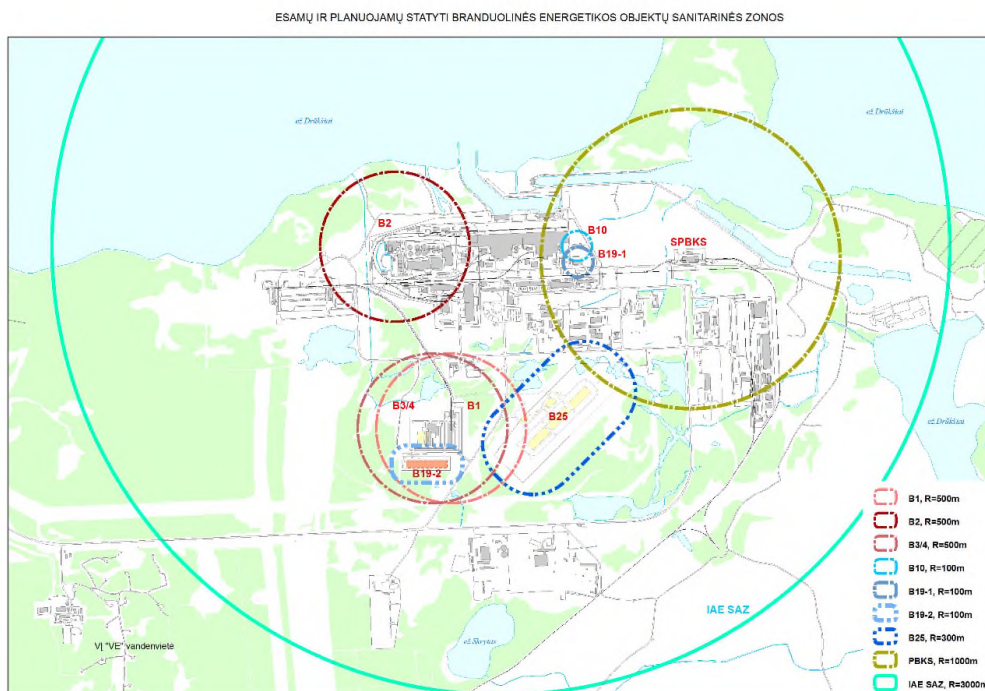 ESAMŲ IR PLANUOJAMŲ STATYTI BRANDUOLINĖS ENERGETIKOS OBJEKTŲ SANITARINĖS ZONOS
ež Drūkšiai
ež Drūkšiai
B2
B10
B19-1
SPBKS
B3/4
B1
B25
B19-2
ež Drūkšiai
ež Skrytas
VĮ "VE" vandenvietė
IAE SAZ
B1, R=500m
B2, R=500m
B3/4, R=500m
B10, R=100m
B19-1, R=100m
B19-2, R=100m
B25, R=300m
PBKS, R=1000m
IAE SAZ, R=3000m